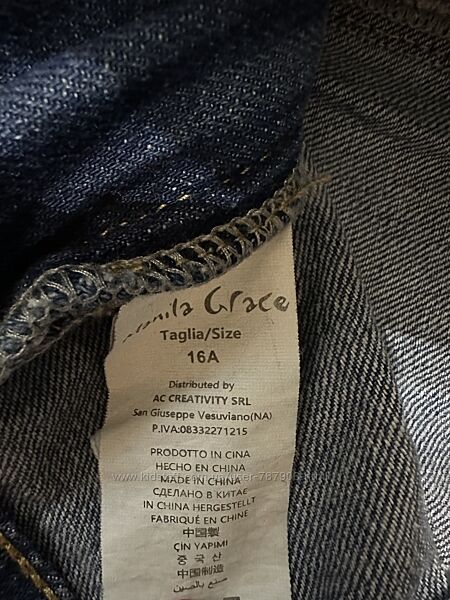 Manila Grace
Taglia/Size
16A
Distributed by
AC CREATIVITY SRL
San Giuseppe Vesuviano(NA)
P.IVA:08332271215
PRODOTTO IN CINA
HECHO EN CHINA
MADE IN CHINA
СДЕЛАНО В КИТАЕ
IN CHINA HERGESTELLT
FABRIQUÉ EN CHINE
中国製
ÇIN YAPIMI
중 국 산
中国制造
صنع بالصين